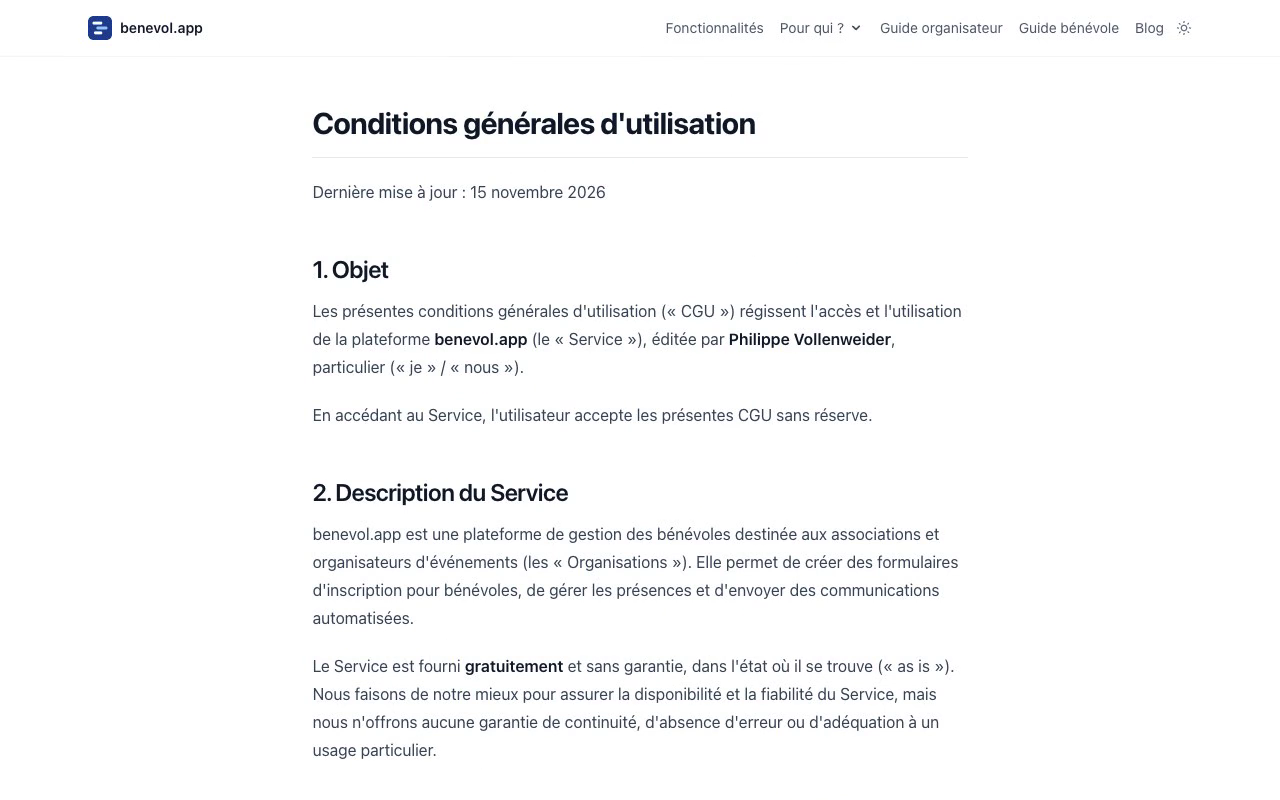 benevol.app
Fonctionnalités
Pour qui ?
Guide organisateur
Guide bénévole
Blog
Conditions générales d'utilisation
Dernière mise à jour : 15 novembre 2026
1. Objet
Les présentes conditions générales d'utilisation (« CGU ») régissent l'accès et l'utilisation
de la plateforme benevol.app (le « Service »), éditée par Philippe Vollenweider,
particulier (« je » / « nous »).
En accédant au Service, l'utilisateur accepte les présentes CGU sans réserve.
2. Description du Service
benevol.app est une plateforme de gestion des bénévoles destinée aux associations et
organisateurs d'événements (les « Organisations »). Elle permet de créer des formulaires
d'inscription pour bénévoles, de gérer les présences et d'envoyer des communications
automatisées.
Le Service est fourni gratuitement et sans garantie, dans l'état où il se trouve (« as is »).
Nous faisons de notre mieux pour assurer la disponibilité et la fiabilité du Service, mais
nous n'offrons aucune garantie de continuité, d'absence d'erreur ou d'adéquation à un
usage particulier.